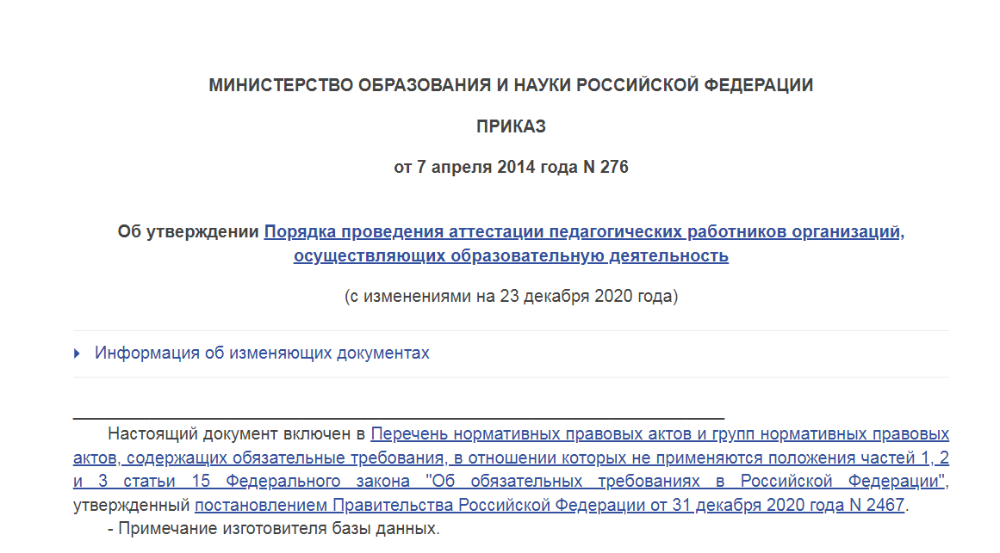 МИНИСТЕРСТВО ОБРАЗОВАНИЯ И НАУКИ РОССИЙСКОЙ ФЕДЕРАЦИИ
ПРИКАЗ
от 7 апреля 2014 года N 276
Об утверждении Порядка проведения аттестации педагогических работников организаций,
осуществляющих образовательную деятельность
(с изменениями на 23 декабря 2020 года)
Информация об изменяющих документах
Настоящий документ включен в Перечень нормативных правовых актов и групп нормативных правовых
актов, содержащих обязательные требования, в отношении которых не применяются положения частей 1, 2
и 3 статьи 15 Федерального закона "Об обязательных требованиях в Российской Федерации",
утвержденный постановлением Правительства Российской Федерации от 31 декабря 2020 года N 2467.
- Примечание изготовителя базы данных.